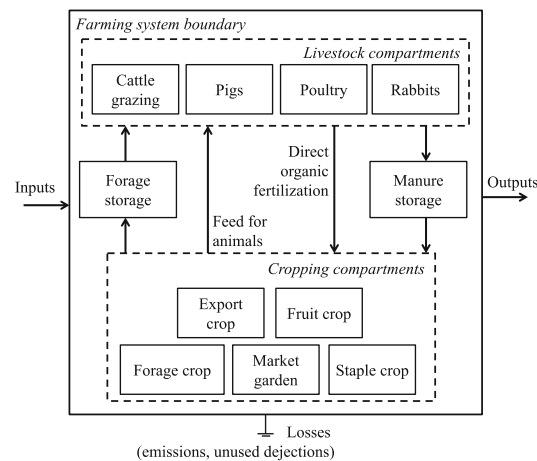 Farming system boundary
Livestock compartments
Cattle
grazing
Pigs
Poultry
Rabbits
Inputs
Forage
storage
Feed for
animals
Direct
organic
fertilization
Manure
storage
Outputs
Cropping compartments
Export
crop
Fruit crop
Forage crop
Market
garden
Staple crop
Losses
(emissions, unused dejections)